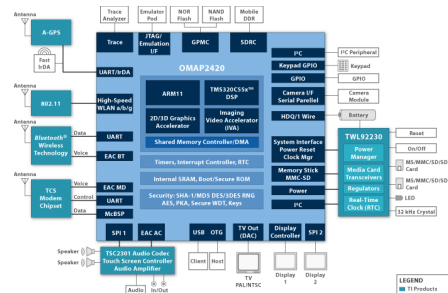 Trace
Analyzer
Emulator
Pod
NOR
Flash
NAND
Flash
Mobile
DDR
Antenna
A-GPS
Fast
IrDA
Antenna
802.11
Antenna
Bluetooth®
Wireless
Technology
Data
Voice
Antenna
TCS
Modem
Chipset
Voice
Control
Data
Trace
JTAG/
Emulation
I/F
GPMC
SDRC
OMAP2420
UART/IrDA
High-Speed
WLAN a/b/g
UART
EAC BT
EAC MD
UART
McBSP
ARM11
TMS320C55x™
DSP
2D/3D Graphics
Accelerator
Imaging
Video Accelerator
(IVA)
Shared Memory Controller/DMA
Timers, Interrupt Controller, RTC
Internal SRAM, Boot/Secure ROM
Security: SHA-1/MD5 DES/3DES RNG
AES, PKA, Secure WDT, Keys
I²C
Keypad GPIO
GPIO
Camera I/F
Serial Parellel
HDQ/1 Wire
System Interface
Power Reset
Clock Mgr
Memory Stick
MMC-SD
Power
I²C
I²C Peripheral
Keypad
GPIO
Camera
Module
Battery
TWL92230
Power
Manager
Media Card
Transceivers
Regulators
Real-Time
Clock (RTC)
Reset
On/Off
MS/MMC/SD/SDIO
Card
MS/MMC/SD/SDIO
Card
LED
32 kHz Crystal
SPI 1
EAC AC
USB
OTG
TV Out
(DAC)
Display
Controller
SPI 2
Speaker
Speaker
TSC2301 Audio Codec
Touch Screen Controller
Audio Amplifier
Audio
In/Out
Client
Host
TV
PAL/NTSC
Display
1
Display
2
LEGEND
TI Products